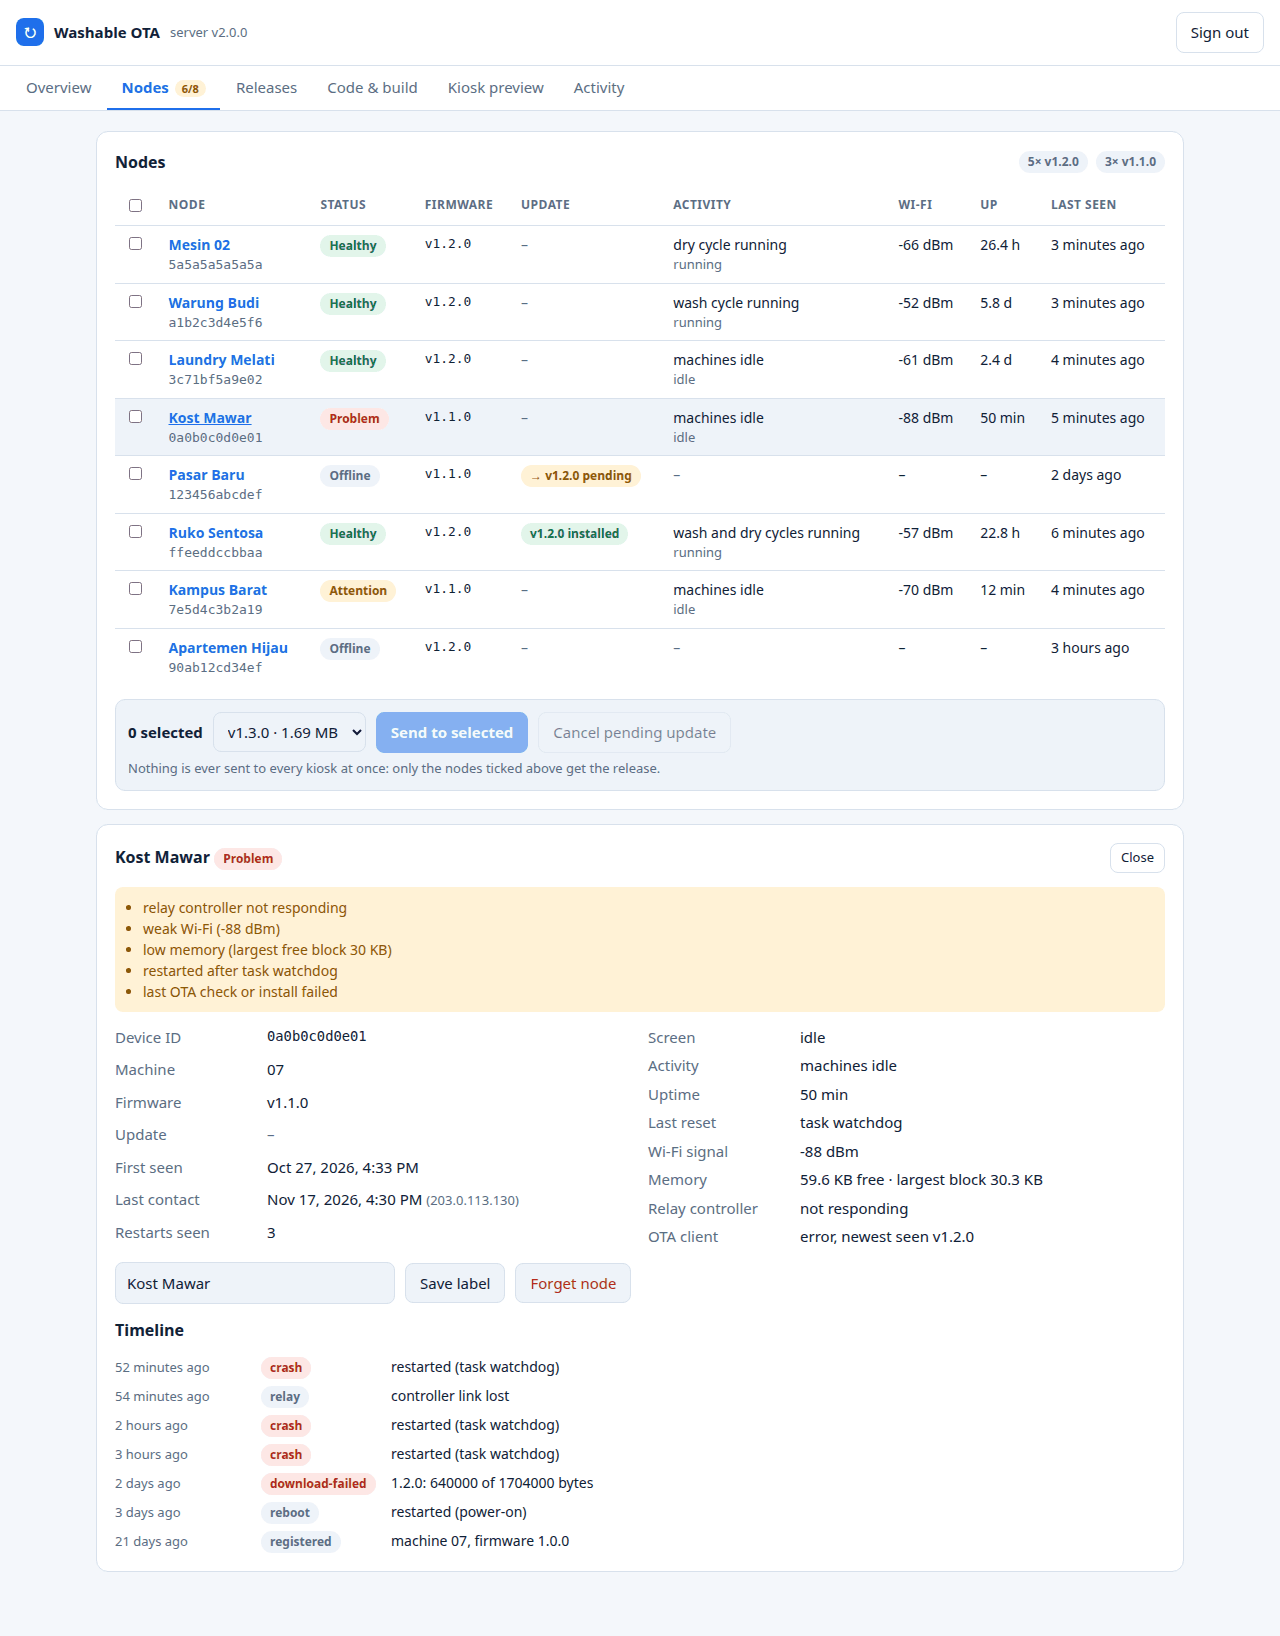 ↻ Washable OTA server v2.0.0 Sign out
Overview Nodes 6/8 Releases Code & build Kiosk preview Activity
Nodes 5× v1.2.0 3× v1.1.0
NODE STATUS FIRMWARE UPDATE ACTIVITY WI-FI UP LAST SEEN
Mesin 02 Healthy v1.2.0 – dry cycle running -66 dBm 26.4 h 3 minutes ago
5a5a5a5a5a5a running
Warung Budi Healthy v1.2.0 – wash cycle running -52 dBm 5.8 d 3 minutes ago
a1b2c3d4e5f6 running
Laundry Melati Healthy v1.2.0 – machines idle -61 dBm 2.4 d 4 minutes ago
3c71bf5a9e02 idle
Kost Mawar Problem v1.1.0 – machines idle -88 dBm 50 min 5 minutes ago
0a0b0c0d0e01 idle
Pasar Baru Offline v1.1.0 → v1.2.0 pending – – – 2 days ago
123456abcdef
Ruko Sentosa Healthy v1.2.0 v1.2.0 installed wash and dry cycles running -57 dBm 22.8 h 6 minutes ago
ffeeddccbbaa running
Kampus Barat Attention v1.1.0 – machines idle -70 dBm 12 min 4 minutes ago
7e5d4c3b2a19 idle
Apartemen Hijau Offline v1.2.0 – – – – 3 hours ago
90ab12cd34ef
0 selected v1.3.0 · 1.69 MB Send to selected Cancel pending update
Nothing is ever sent to every kiosk at once: only the nodes ticked above get the release.
Kost Mawar Problem Close
• relay controller not responding
• weak Wi-Fi (-88 dBm)
• low memory (largest free block 30 KB)
• restarted after task watchdog
• last OTA check or install failed
Device ID 0a0b0c0d0e01
Machine 07
Firmware v1.1.0
Update –
First seen Oct 27, 2026, 4:33 PM
Last contact Nov 17, 2026, 4:30 PM (203.0.113.130)
Restarts seen 3
Screen idle
Activity machines idle
Uptime 50 min
Last reset task watchdog
Wi-Fi signal -88 dBm
Memory 59.6 KB free · largest block 30.3 KB
Relay controller not responding
OTA client error, newest seen v1.2.0
Kost Mawar Save label Forget node
Timeline
52 minutes ago crash restarted (task watchdog)
54 minutes ago relay controller link lost
2 hours ago crash restarted (task watchdog)
3 hours ago crash restarted (task watchdog)
2 days ago download-failed 1.2.0: 640000 of 1704000 bytes
3 days ago reboot restarted (power-on)
21 days ago registered machine 07, firmware 1.0.0